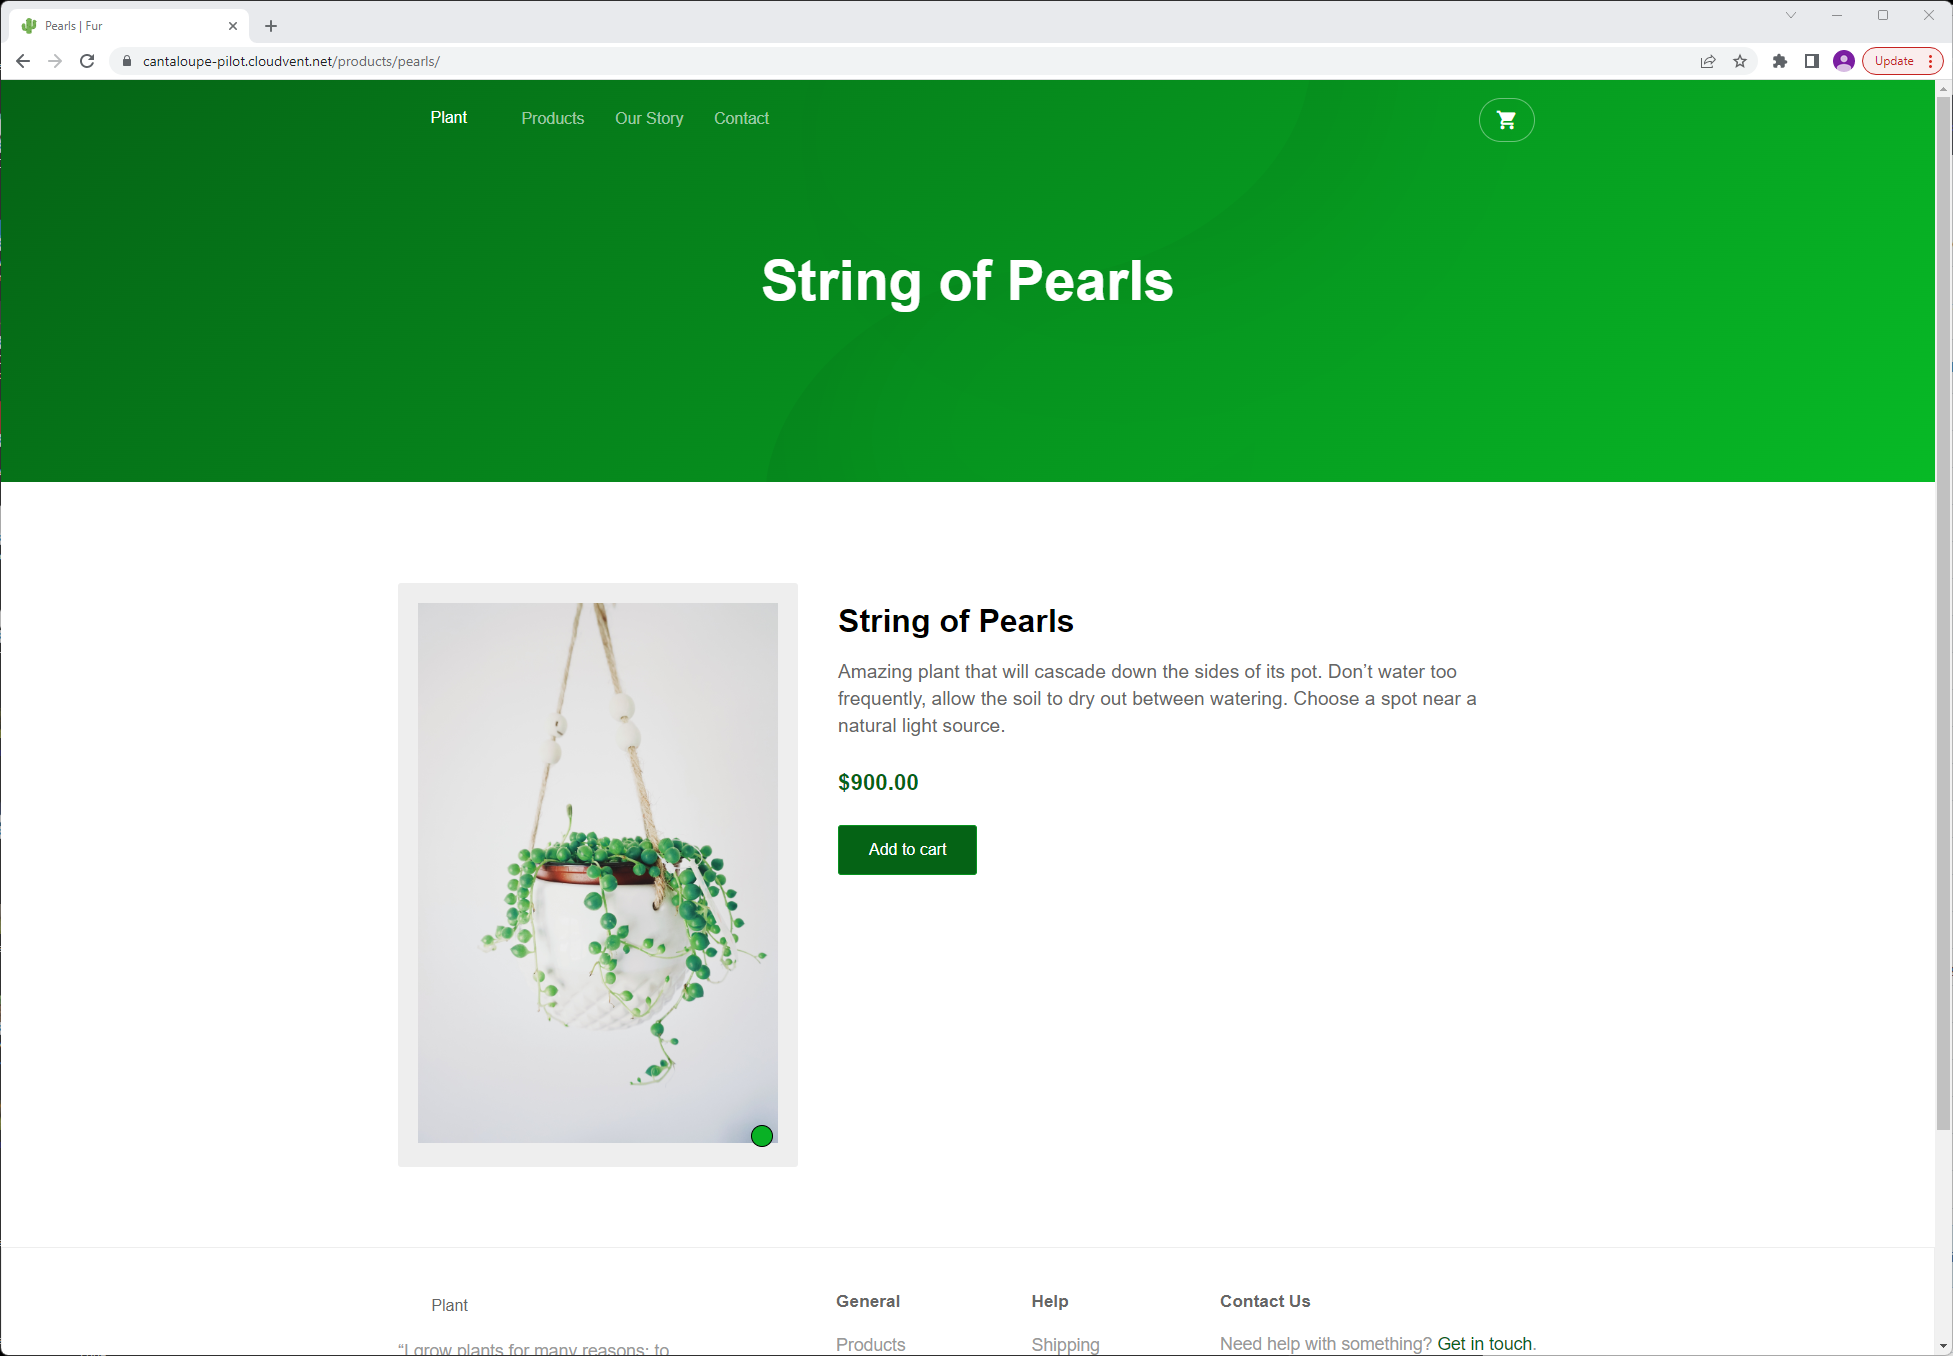 Pearls | Fur
cantaloupe-pilot.cloudvent.net/products/pearls/
Update
Plant
Products
Our Story
Contact
String of Pearls
String of Pearls
Amazing plant that will cascade down the sides of its pot. Don’t water too
frequently, allow the soil to dry out between watering. Choose a spot near a
natural light source.
$900.00
Add to cart
Plant
“I grow plants for many reasons: to
General
Products
Help
Shipping
Contact Us
Need help with something? Get in touch.